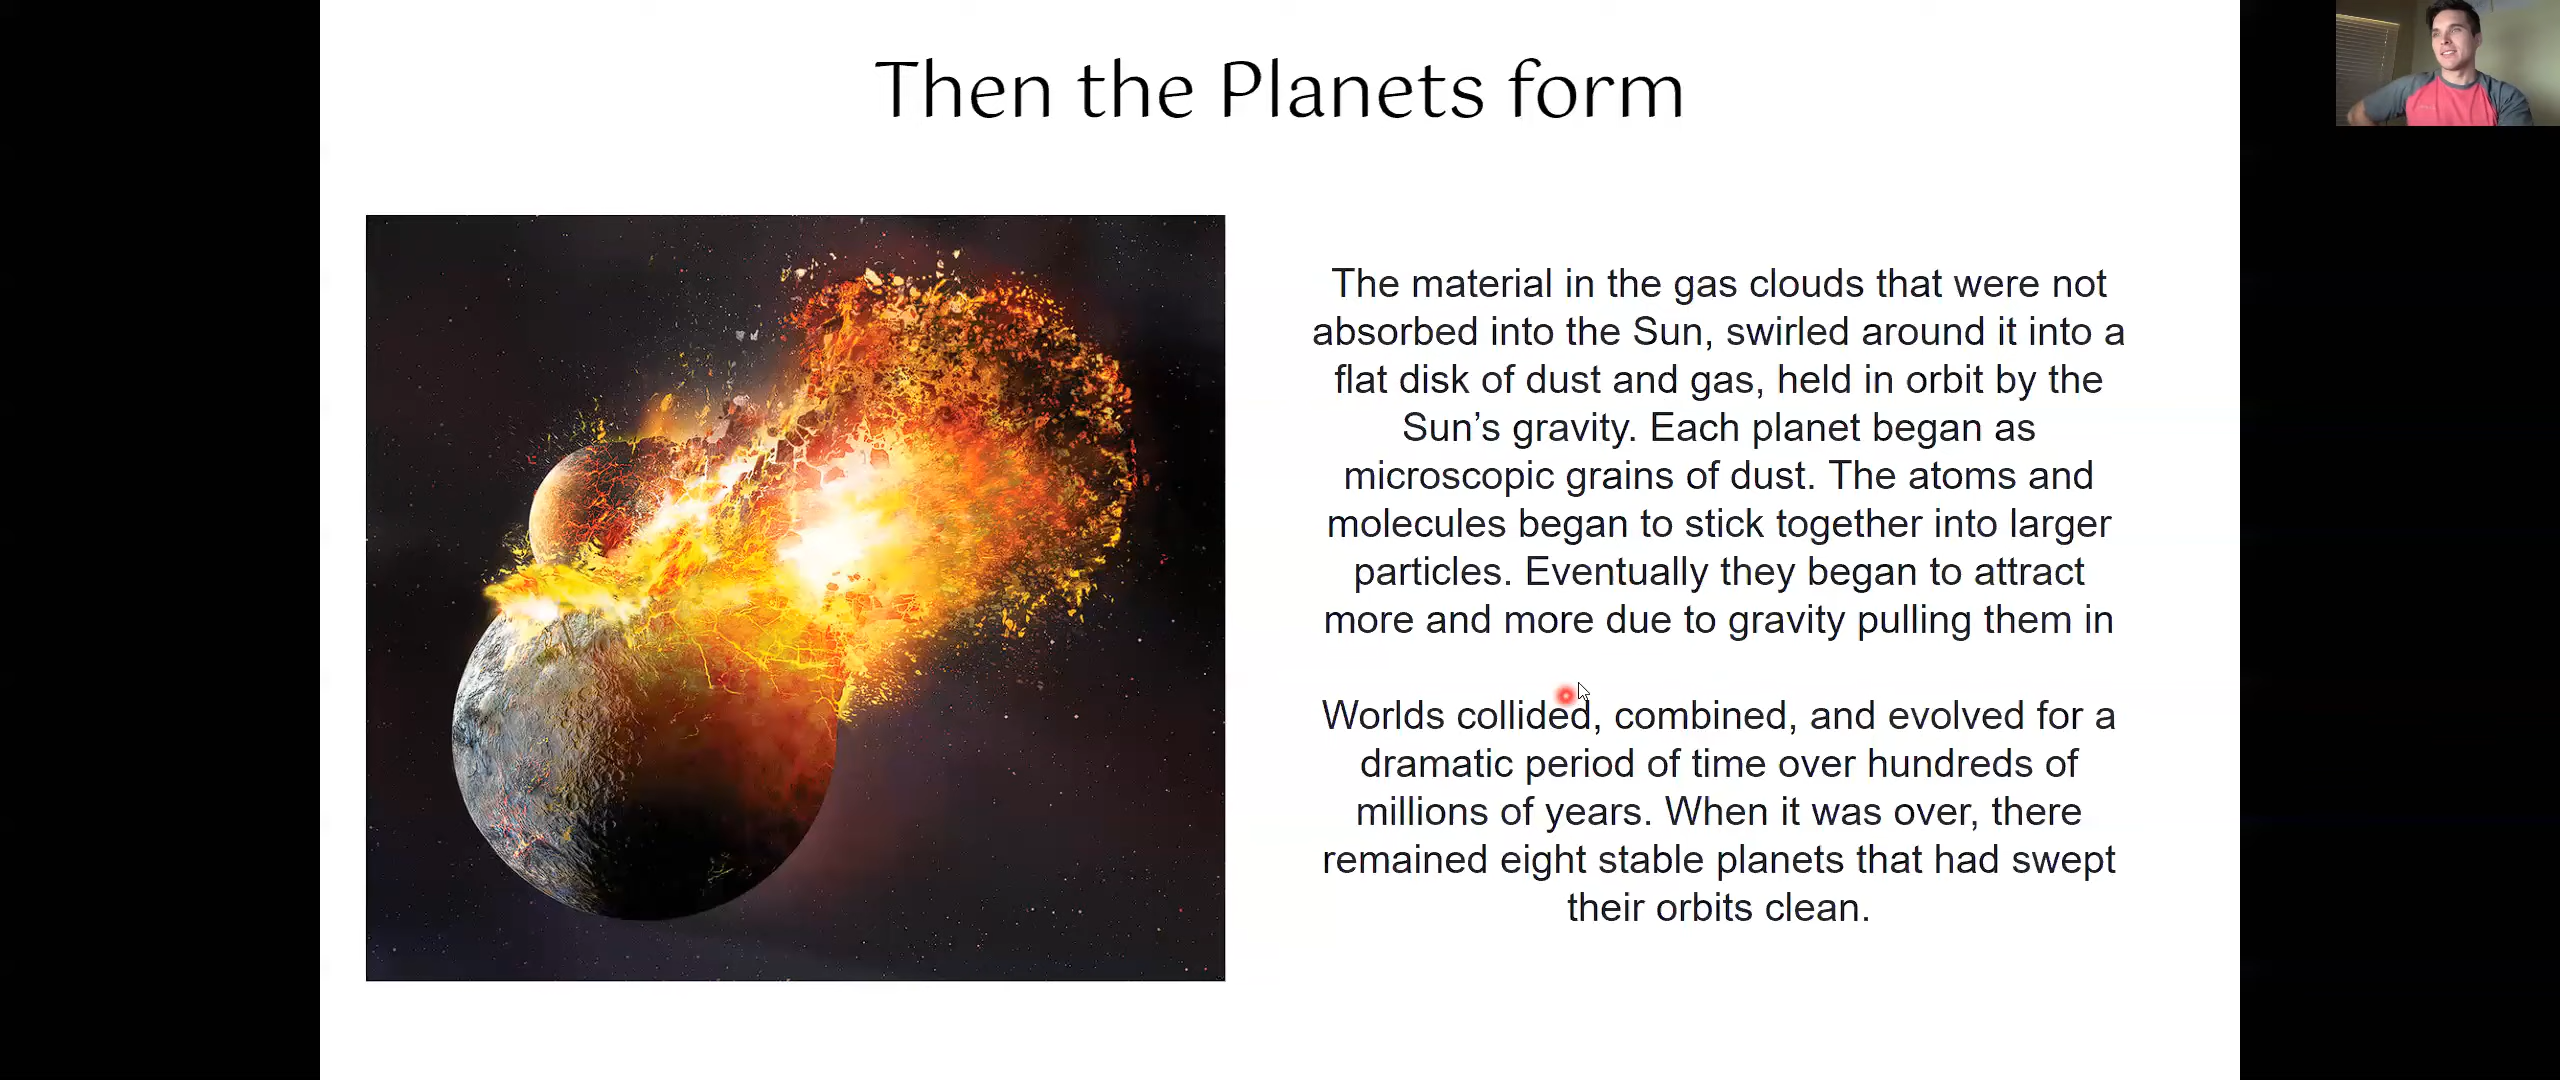 Then the Planets form
The material in the gas clouds that were not
absorbed into the Sun, swirled around it into a
flat disk of dust and gas, held in orbit by the
Sun’s gravity. Each planet began as
microscopic grains of dust. The atoms and
molecules began to stick together into larger
particles. Eventually they began to attract
more and more due to gravity pulling them in
Worlds collided, combined, and evolved for a
dramatic period of time over hundreds of
millions of years. When it was over, there
remained eight stable planets that had swept
their orbits clean.